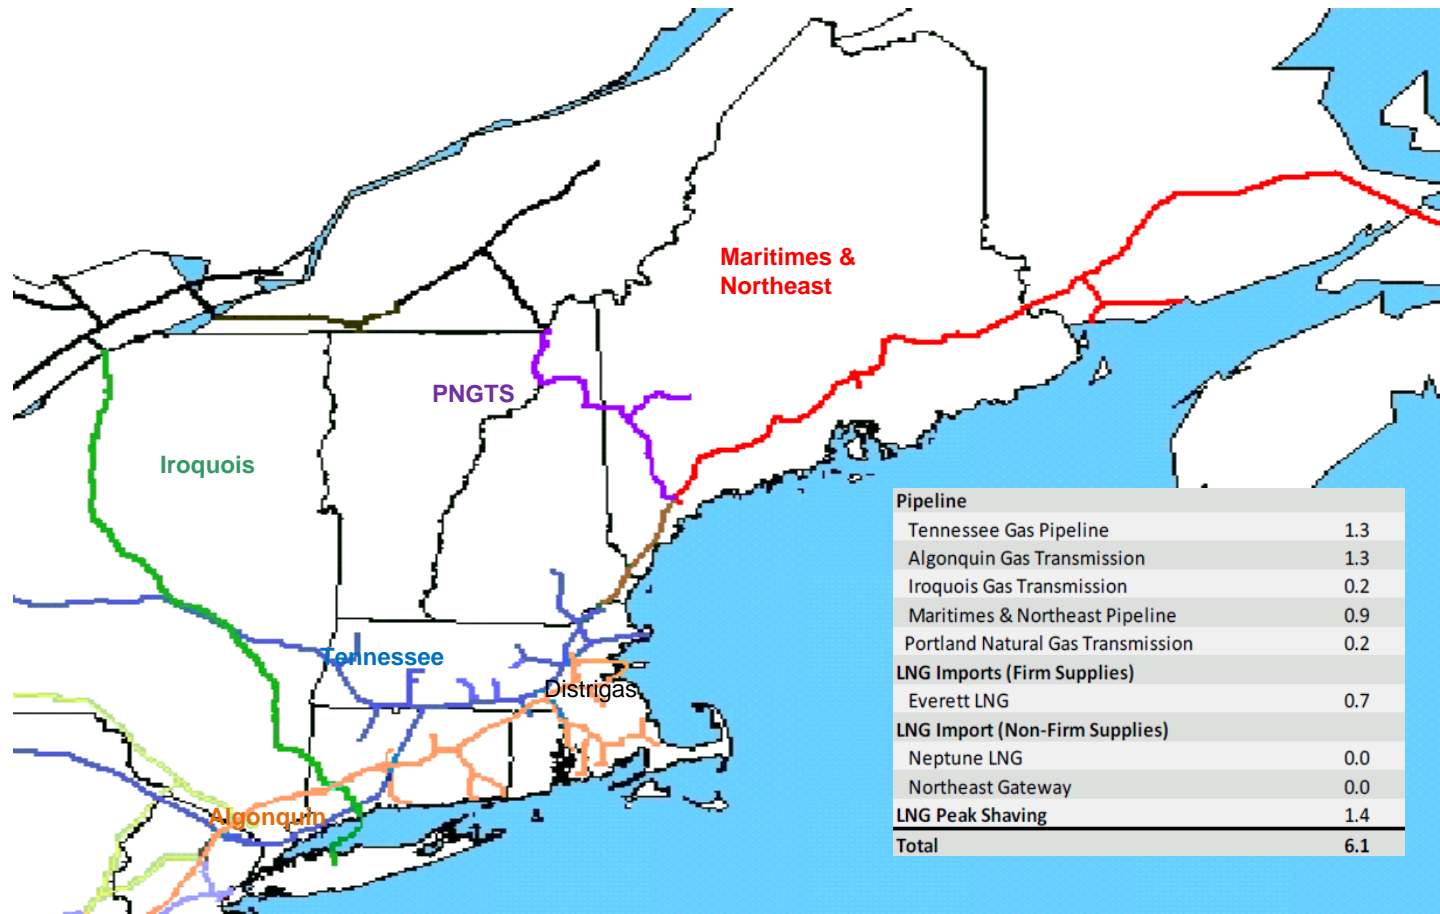 Maritimes &
Northeast
PNGTS
Iroquois
Tennessee
Distrigas
Algonquin
Pipeline
Tennessee Gas Pipeline 1.3
Algonquin Gas Transmission 1.3
Iroquois Gas Transmission 0.2
Maritimes & Northeast Pipeline 0.9
Portland Natural Gas Transmission 0.2
LNG Imports (Firm Supplies)
Everett LNG 0.7
LNG Import (Non-Firm Supplies)
Neptune LNG 0.0
Northeast Gateway 0.0
LNG Peak Shaving 1.4
Total 6.1